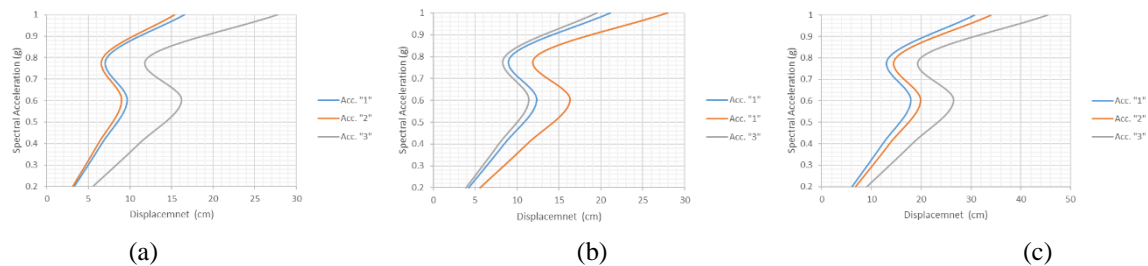 Spectral Acceleration (g)
1
0.9
0.8
0.7
0.6
0.5
0.4
0.3
0.2
0 5 10 15 20 25 30
Displacemnet (cm)
Acc. "1"
Acc. "2"
Acc. "3"
(a)
Spectral Acceleration (g)
1
0.9
0.8
0.7
0.6
0.5
0.4
0.3
0.2
0 5 10 15 20 25 30
Displacemnet (cm)
Acc. "1"
Acc. "1"
Acc. "3"
(b)
Spectral Acceleration (g)
1
0.9
0.8
0.7
0.6
0.5
0.4
0.3
0.2
0 10 20 30 40 50
Displacemnet (cm)
Acc. "1"
Acc. "2"
Acc. "3"
(c)